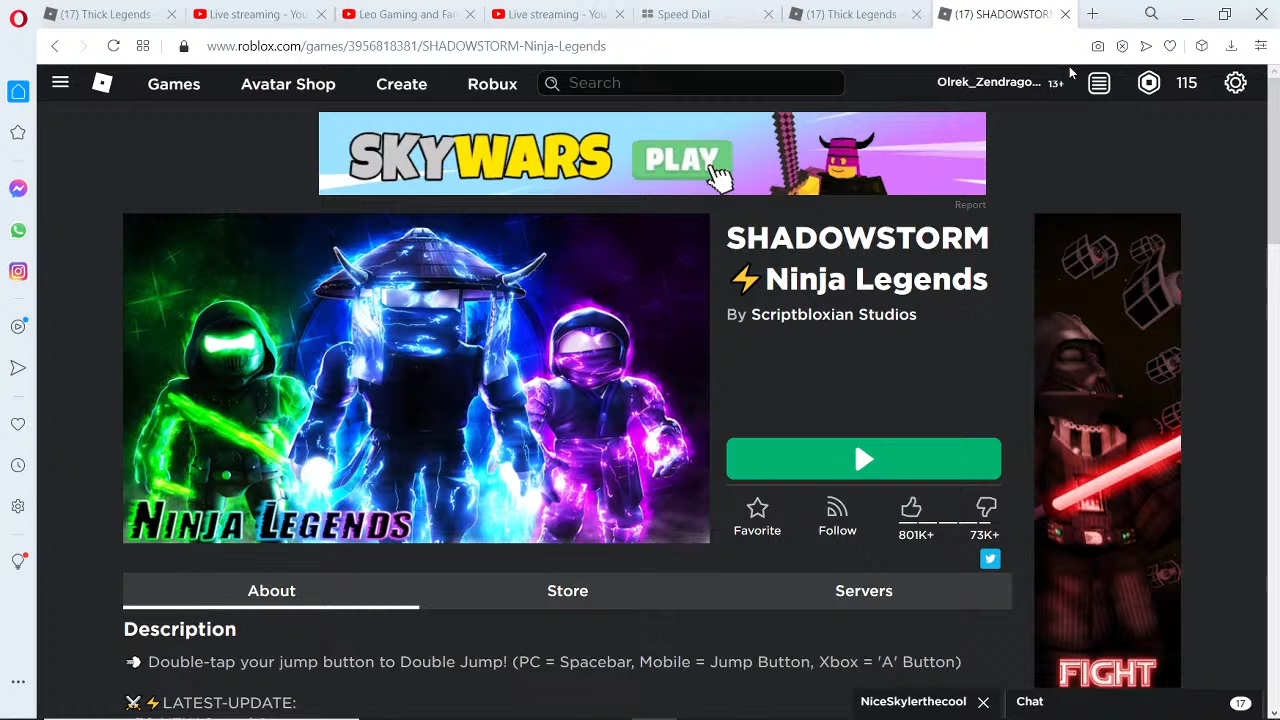 (17) Thick Legends
Live streaming - You
Leo Gaming and Fa
Live streaming - You
Speed Dial
(17) Thick Legends
(17) SHADOWSTORM
www.roblox.com/games/3956818381/SHADOWSTORM-Ninja-Legends
Games
Avatar Shop
Create
Robux
Search
Olrek_Zendrago... 13+
115
SKYWARS PLAY
Report
NINJA LEGENDS
SHADOWSTORM
⚡Ninja Legends
By Scriptbloxian Studios
Favorite
Follow
801K+
73K+
FIGHT
About
Store
Servers
Description
💨 Double-tap your jump button to Double Jump! (PC = Spacebar, Mobile = Jump Button, Xbox = 'A' Button)
⚔️⚡LATEST-UPDATE:
NiceSkylerthecool
Chat
17